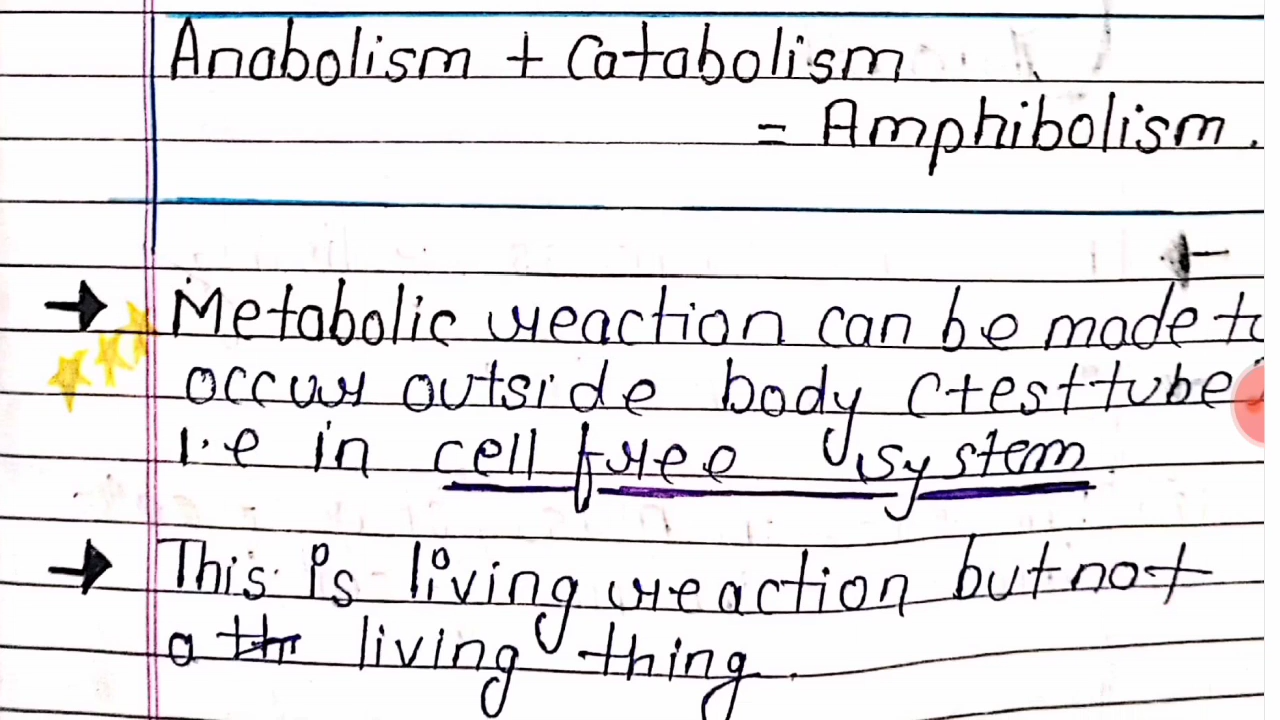 Anabolism + Catabolism
= Amphibolism.
→ Metabolic reaction can be made to
occur outside body (test tube)
i.e in cell free system
→ This is living reaction but not
a living thing.